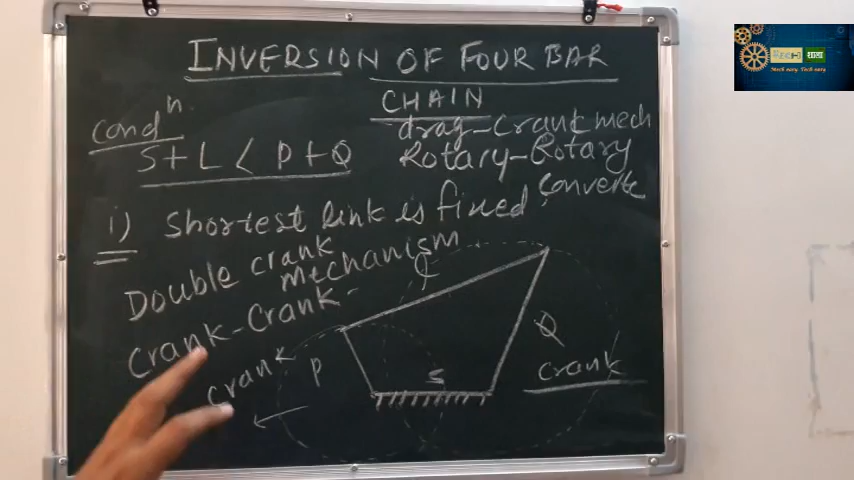 INVERSION OF FOUR BAR
CHAIN
condⁿ.
S+L < P+Q
drag-crank mech
Rotary-Rotary
Converte
i) Shortest link is fixed
Double crank
Mechanism
Crank-Crank-
crank
P
L
S
Q
crank
शाला
Mech easy Tech easy